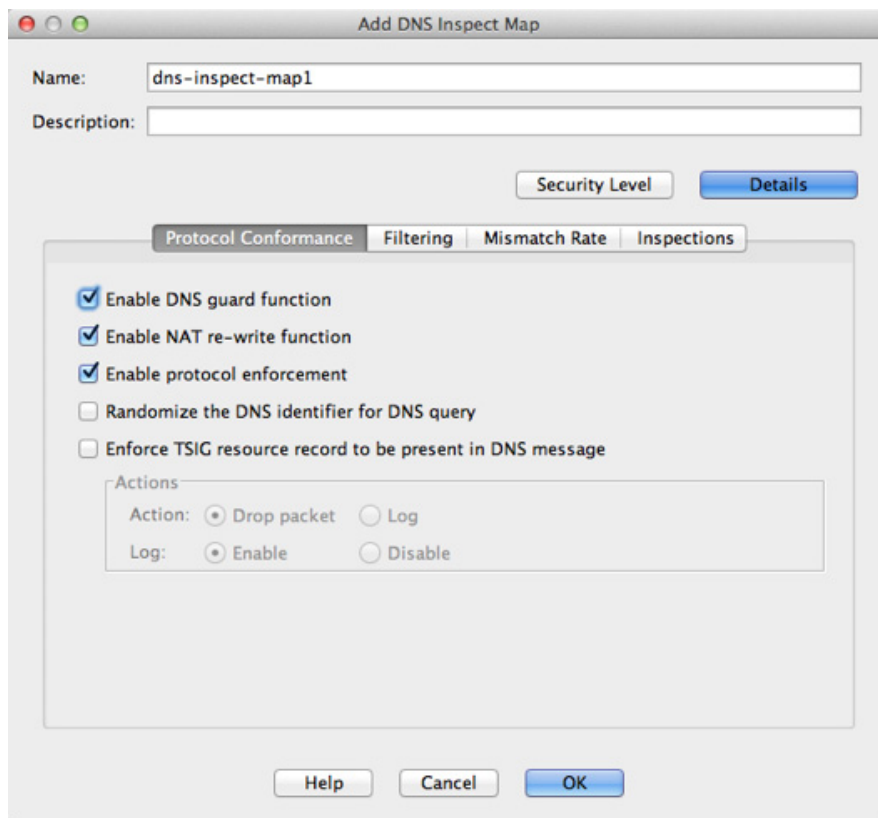 Add DNS Inspect Map
Name: dns-inspect-map1
Description:
Security Level Details
Protocol Conformance Filtering Mismatch Rate Inspections
Enable DNS guard function
Enable NAT re-write function
Enable protocol enforcement
Randomize the DNS identifier for DNS query
Enforce TSIG resource record to be present in DNS message
Actions
Action: Drop packet Log
Log: Enable Disable
Help Cancel OK